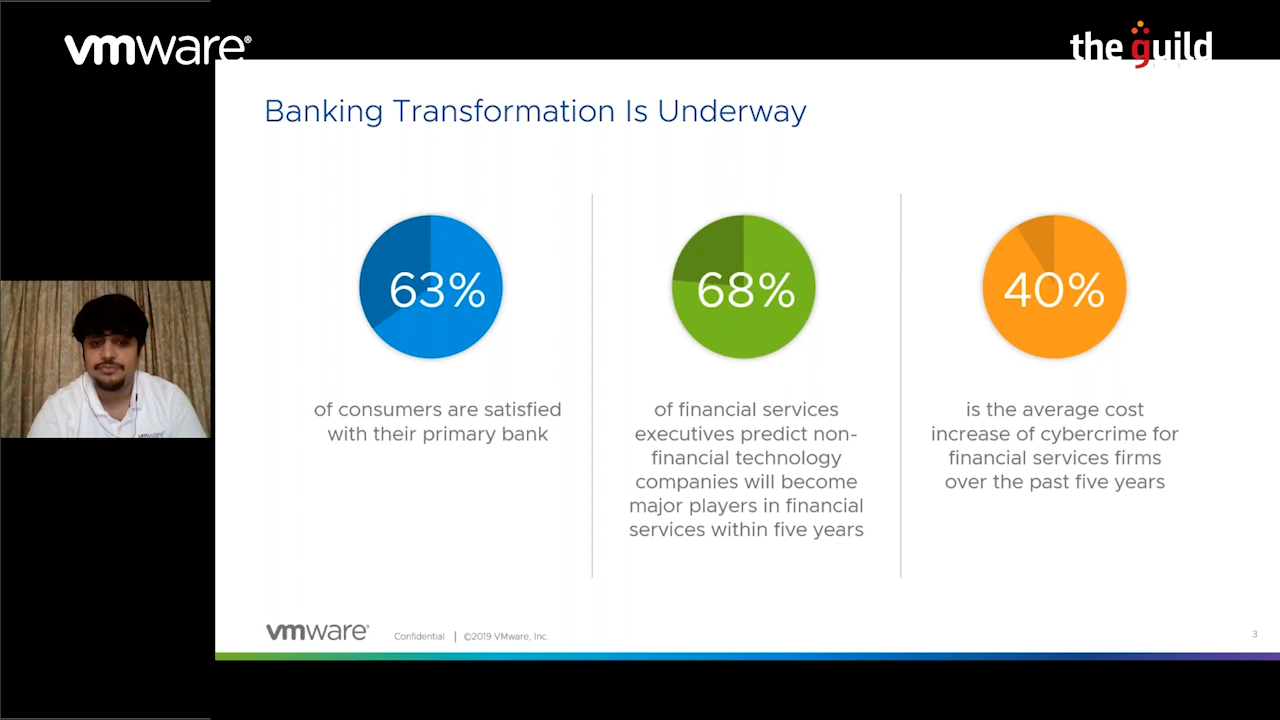 vmware®
the guild
Banking Transformation Is Underway
63%
of consumers are satisfied
with their primary bank
68%
of financial services
executives predict non-
financial technology
companies will become
major players in financial
services within five years
40%
is the average cost
increase of cybercrime for
financial services firms
over the past five years
vmware®
Confidential | ©2019 VMware, Inc.
3
vmware